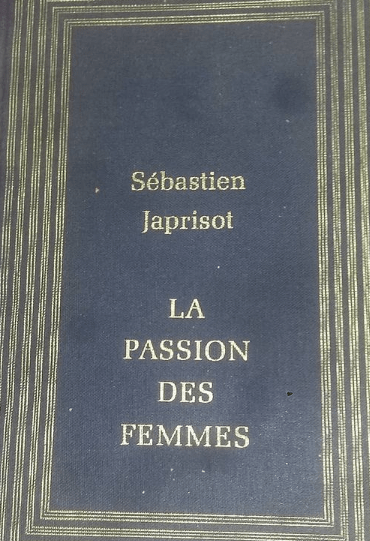 Sébastien
Japrisot
LA
PASSION
DES
FEMMES